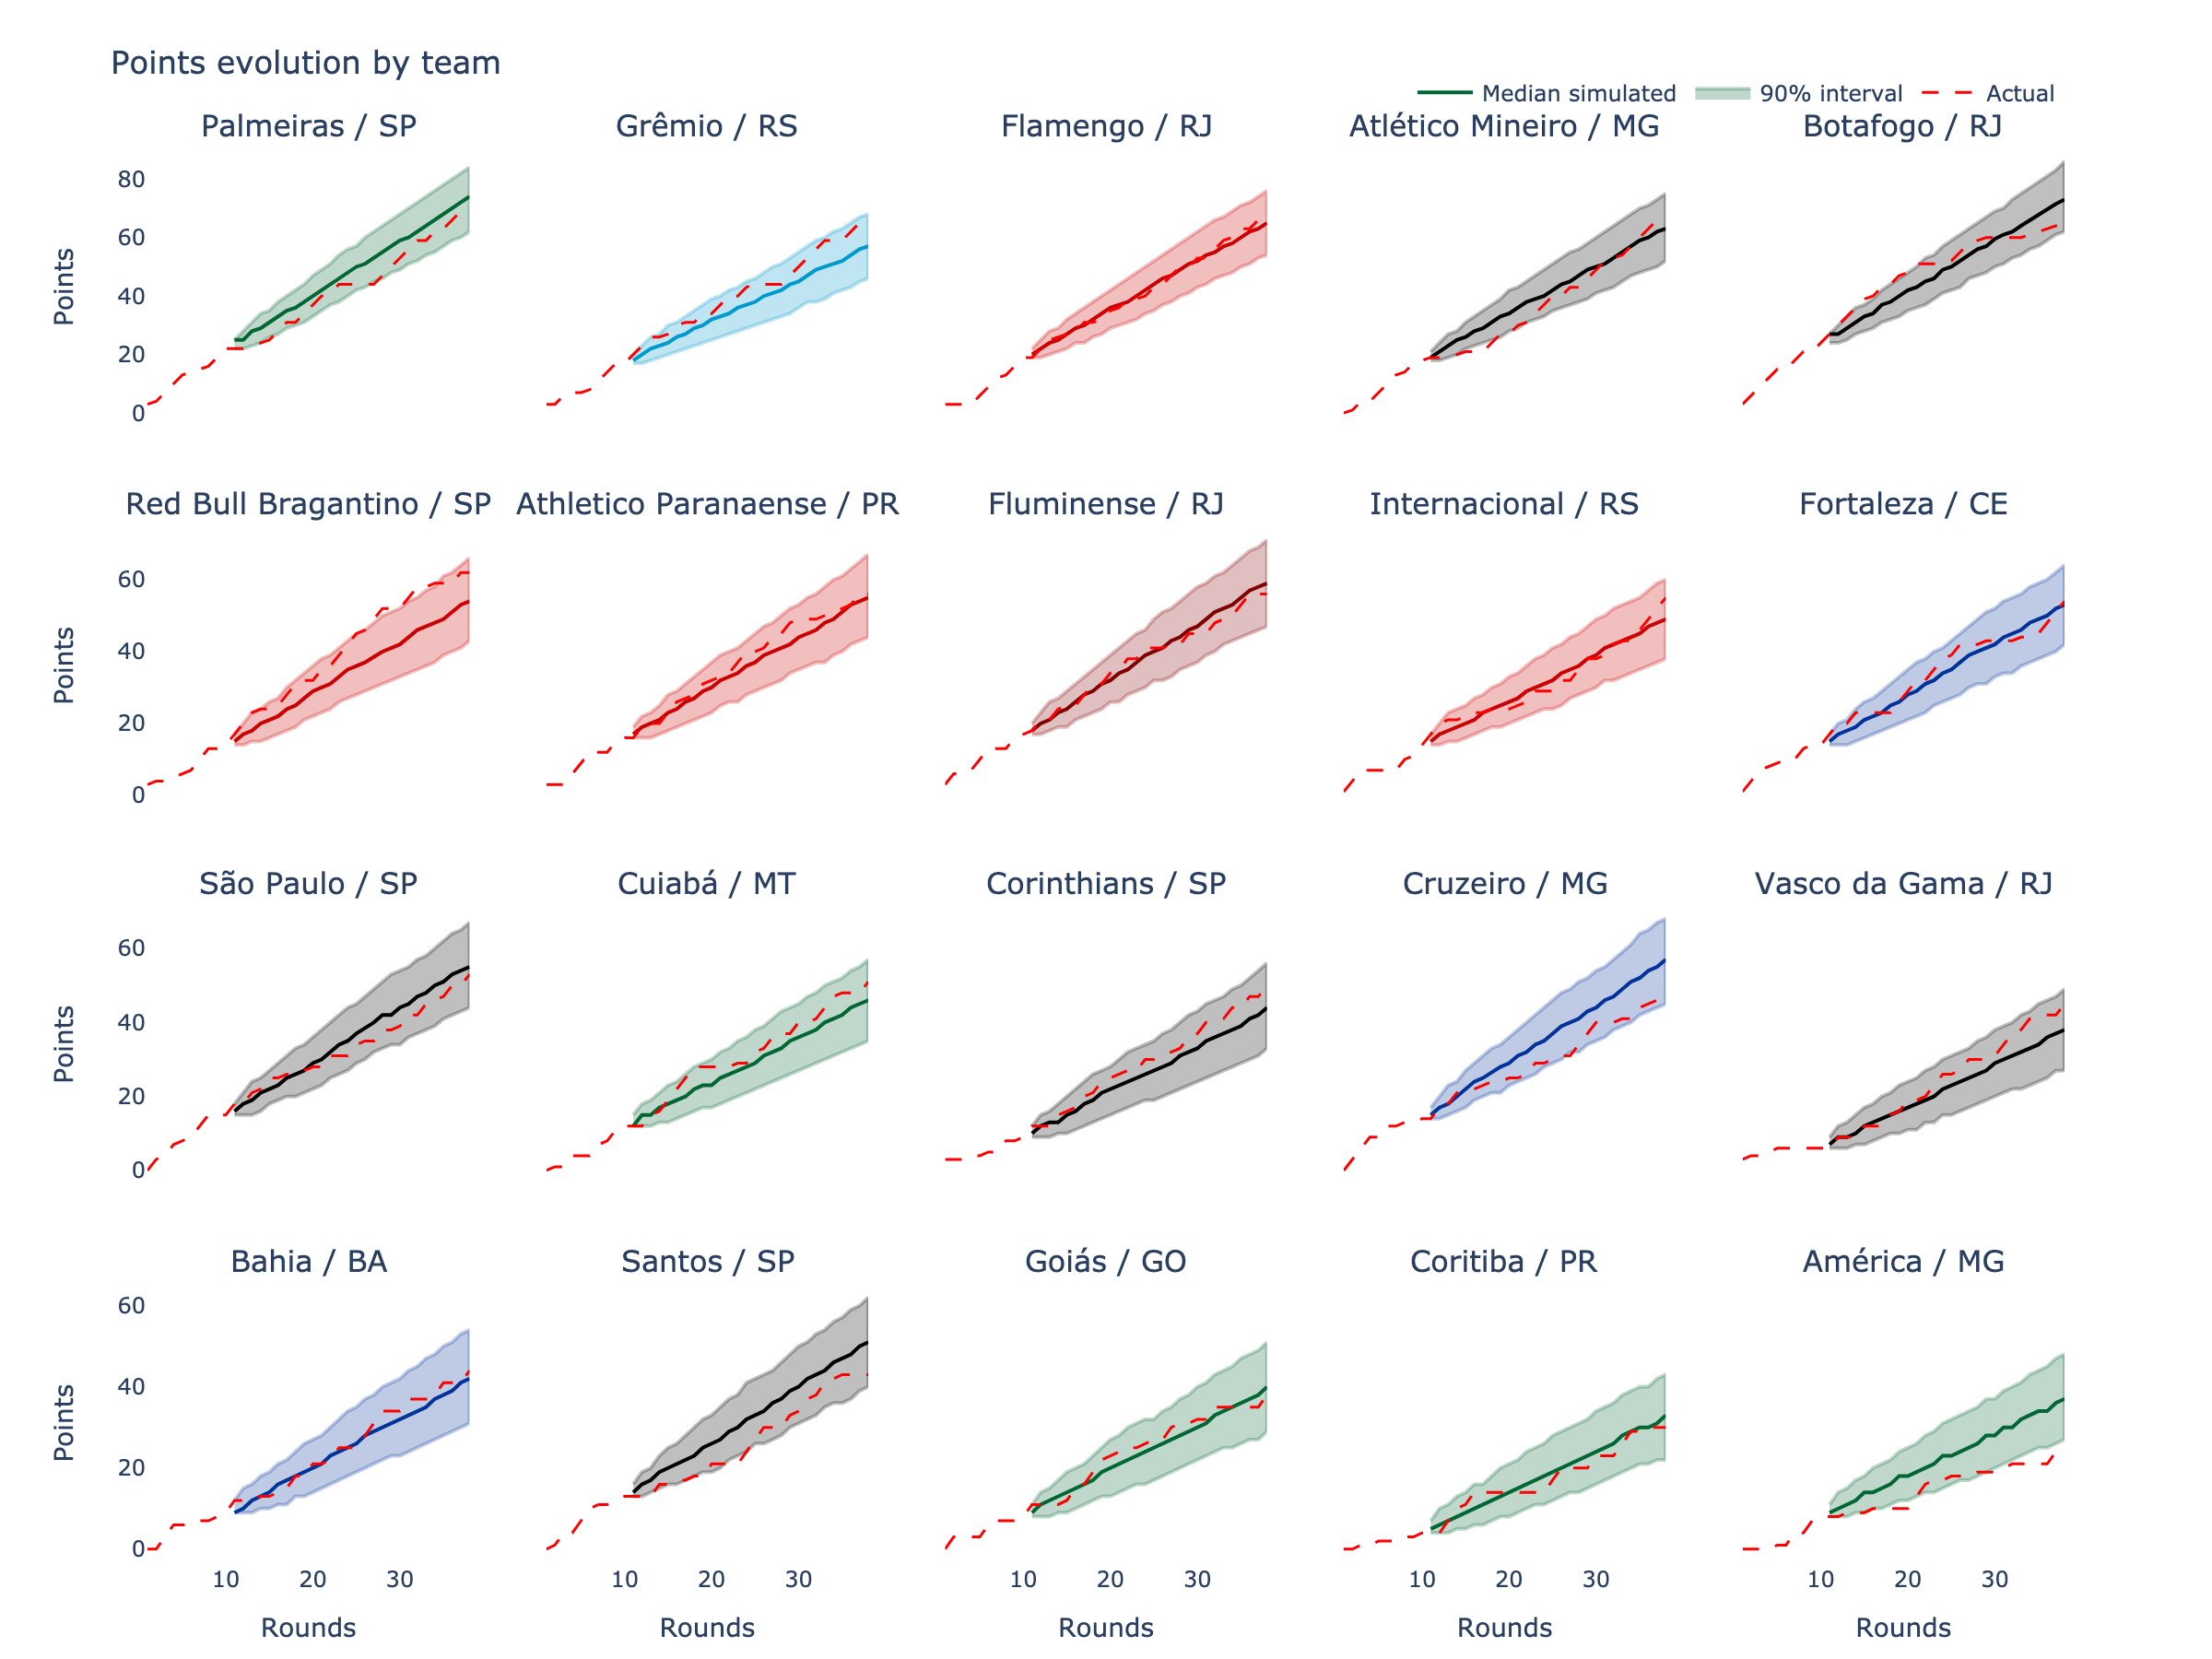 Points evolution by team
Median simulated 90% interval Actual
Palmeiras / SP Grêmio / RS Flamengo / RJ Atlético Mineiro / MG Botafogo / RJ
80
60
40
20
0
Points
Red Bull Bragantino / SP Athletico Paranaense / PR Fluminense / RJ Internacional / RS Fortaleza / CE
60
40
20
0
Points
São Paulo / SP Cuiabá / MT Corinthians / SP Cruzeiro / MG Vasco da Gama / RJ
60
40
20
0
Points
Bahia / BA Santos / SP Goiás / GO Coritiba / PR América / MG
60
40
20
0
Points
10 20 30 10 20 30 10 20 30 10 20 30 10 20 30
Rounds Rounds Rounds Rounds Rounds